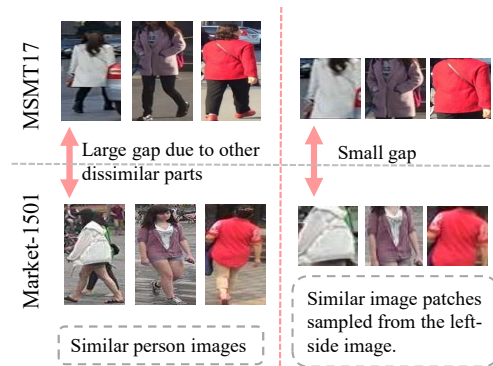 MSMT17
Large gap due to other
dissimilar parts
Small gap
Market-1501
Similar person images
Similar image patches
sampled from the left-
side image.